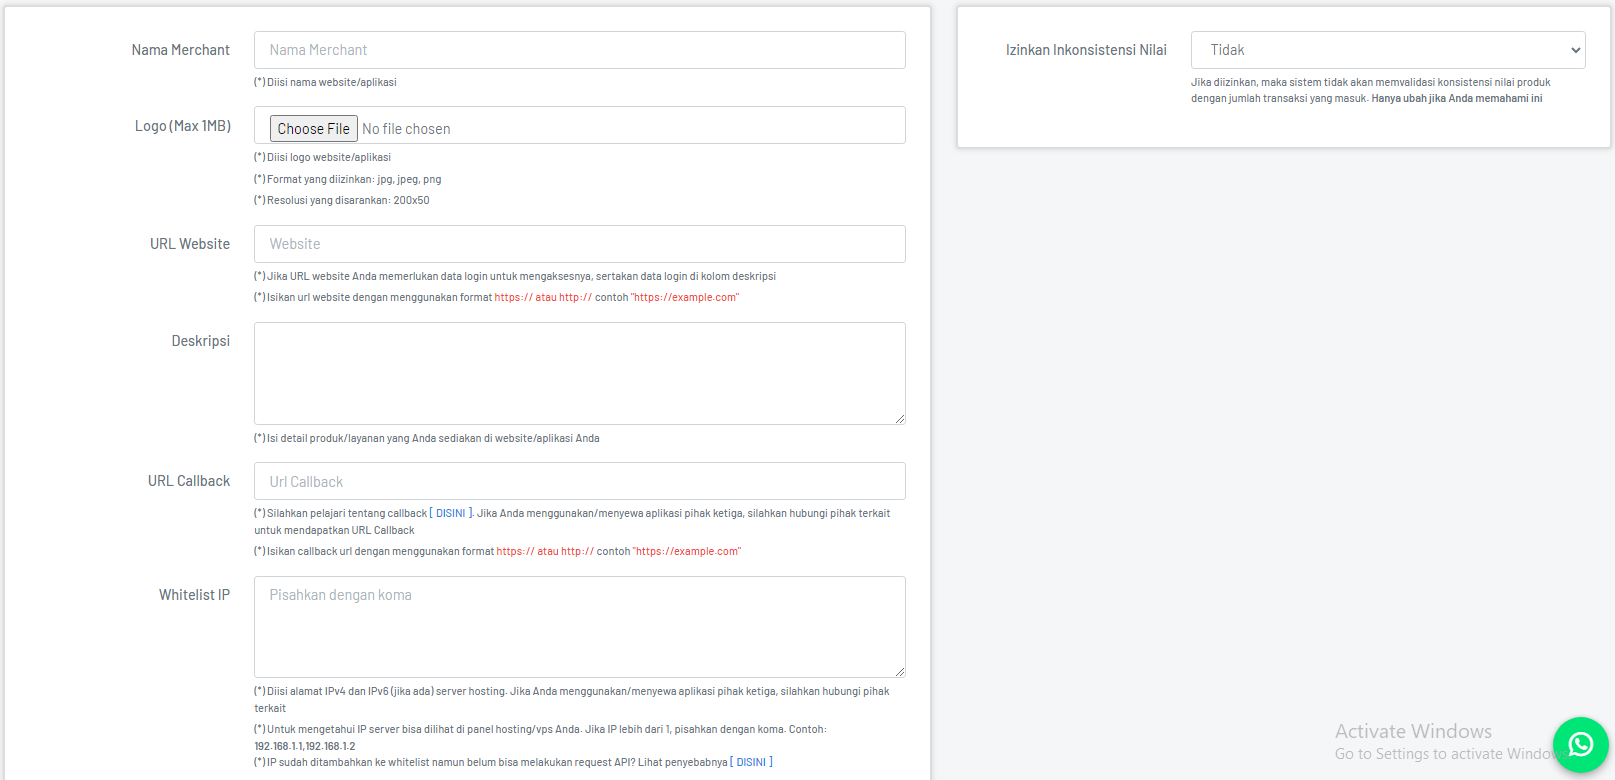 Nama Merchant
Nama Merchant
(*) Diisi nama website/aplikasi
Logo (Max 1MB)
Choose File No file chosen
(*) Diisi logo website/aplikasi
(*) Format yang diizinkan: jpg, jpeg, png
(*) Resolusi yang disarankan: 200x50
URL Website
Website
(*) Jika URL website Anda memerlukan data login untuk mengaksesnya, sertakan data login di kolom deskripsi
(*) Isikan url website dengan menggunakan format https:// atau http:// contoh "https://example.com"
Deskripsi
(*) Isi detail produk/layanan yang Anda sediakan di website/aplikasi Anda
URL Callback
Url Callback
(*) Silahkan pelajari tentang callback [ DISINI ]. Jika Anda menggunakan/menyewa aplikasi pihak ketiga, silahkan hubungi pihak terkait
untuk mendapatkan URL Callback
(*) Isikan callback url dengan menggunakan format https:// atau http:// contoh "https://example.com"
Whitelist IP
Pisahkan dengan koma
(*) Diisi alamat IPv4 dan IPv6 (jika ada) server hosting. Jika Anda menggunakan/menyewa aplikasi pihak ketiga, silahkan hubungi pihak
terkait
(*) Untuk mengetahui IP server bisa dilihat di panel hosting/vps Anda. Jika IP lebih dari 1, pisahkan dengan koma. Contoh:
192.168.1.1,192.168.1.2
(*) IP sudah ditambahkan ke whitelist namun belum bisa melakukan request API? Lihat penyebabnya [ DISINI ]
Izinkan Inkonsistensi Nilai
Tidak
Jika diizinkan, maka sistem tidak akan memvalidasi konsistensi nilai produk
dengan jumlah transaksi yang masuk. Hanya ubah jika Anda memahami ini
Activate Windows
Go to Settings to activate Windows.